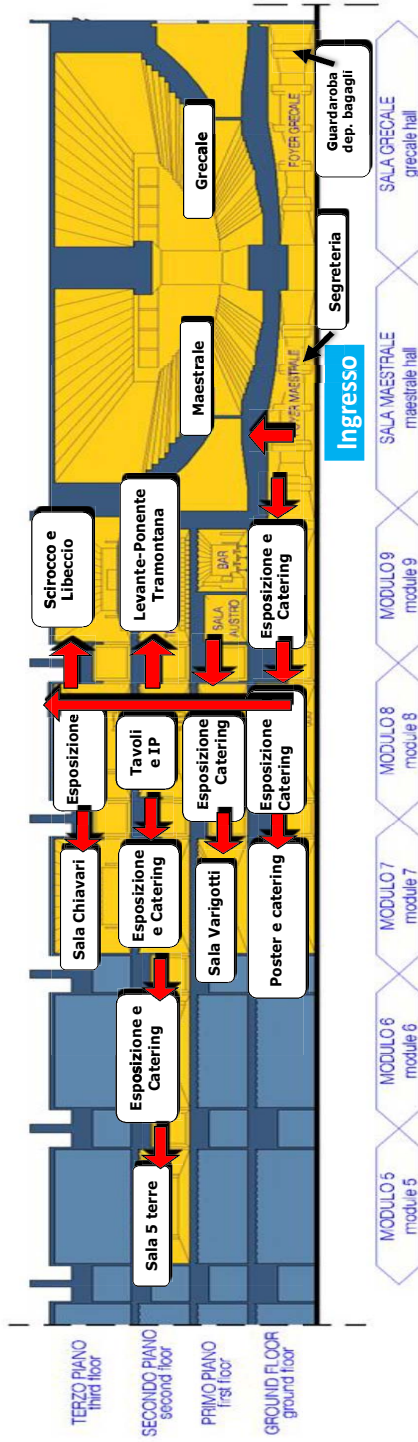 TERZO PIANO
third floor
Sala Chiavari
Esposizione
Scirocco e
Libeccio
SECONDO PIANO
second floor
Sala 5 terre
Esposizione e
Catering
Esposizione
e Catering
Tavoli
e IP
Levante-Ponente
Tramontana
Maestrale
Grecale
PRIMO PIANO
first floor
Sala Varigotti
Esposizione
Catering
SALA
AUSTRO
BAR
GROUND FLOOR
ground floor
Poster e catering
Esposizione
Catering
Esposizione e
Catering
FOYER MAESTRALE
FOYER GRECALE
Ingresso
Segreteria
Guardaroba
dep. bagagli
MODULO 5
module 5
MODULO 6
module 6
MODULO 7
module 7
MODULO 8
module 8
MODULO 9
module 9
SALA MAESTRALE
maestrale hall
SALA GRECALE
grecale hall